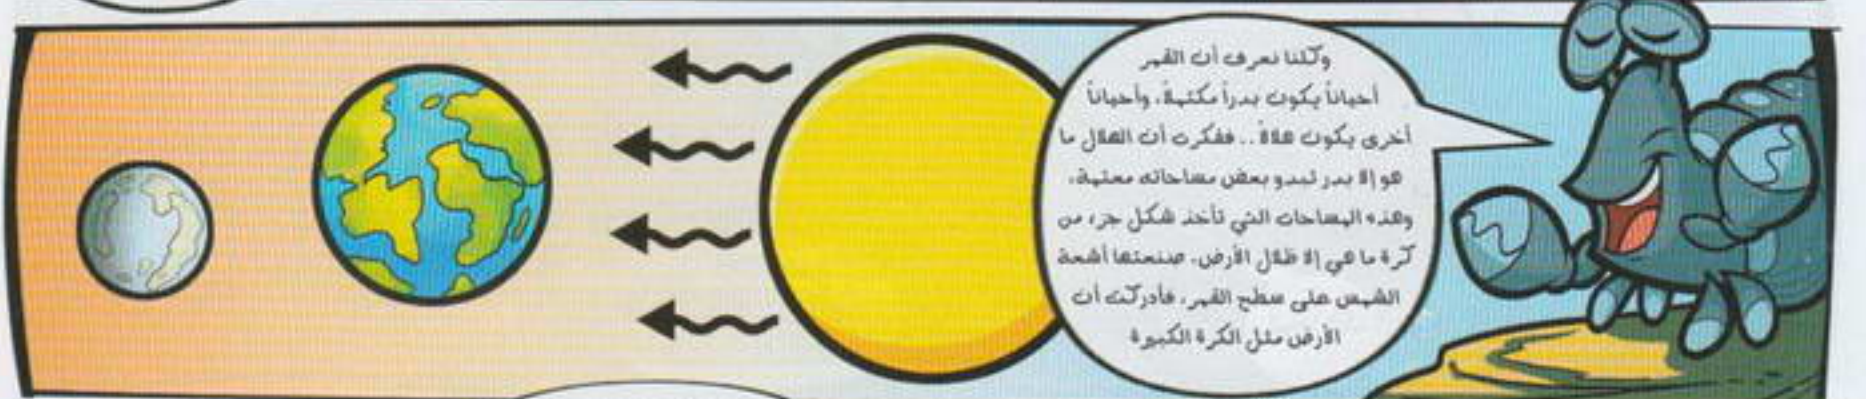 وكلنا نعرف أن القمر
أحياناً يكون بدراً مكتملاً، وأحياناً
أخرى يكون هلالاً.. ففكرت أن الهلال ما
هو إلا بدر تبدو بعض مساحاته معتمة،
وهذه المساحات التي تأخذ شكل جزء من
كرة ما هي إلا ظلال الأرض، صنعتها أشعة
الشمس على سطح القمر، فأدركت أن
الأرض مثل الكرة الكبيرة